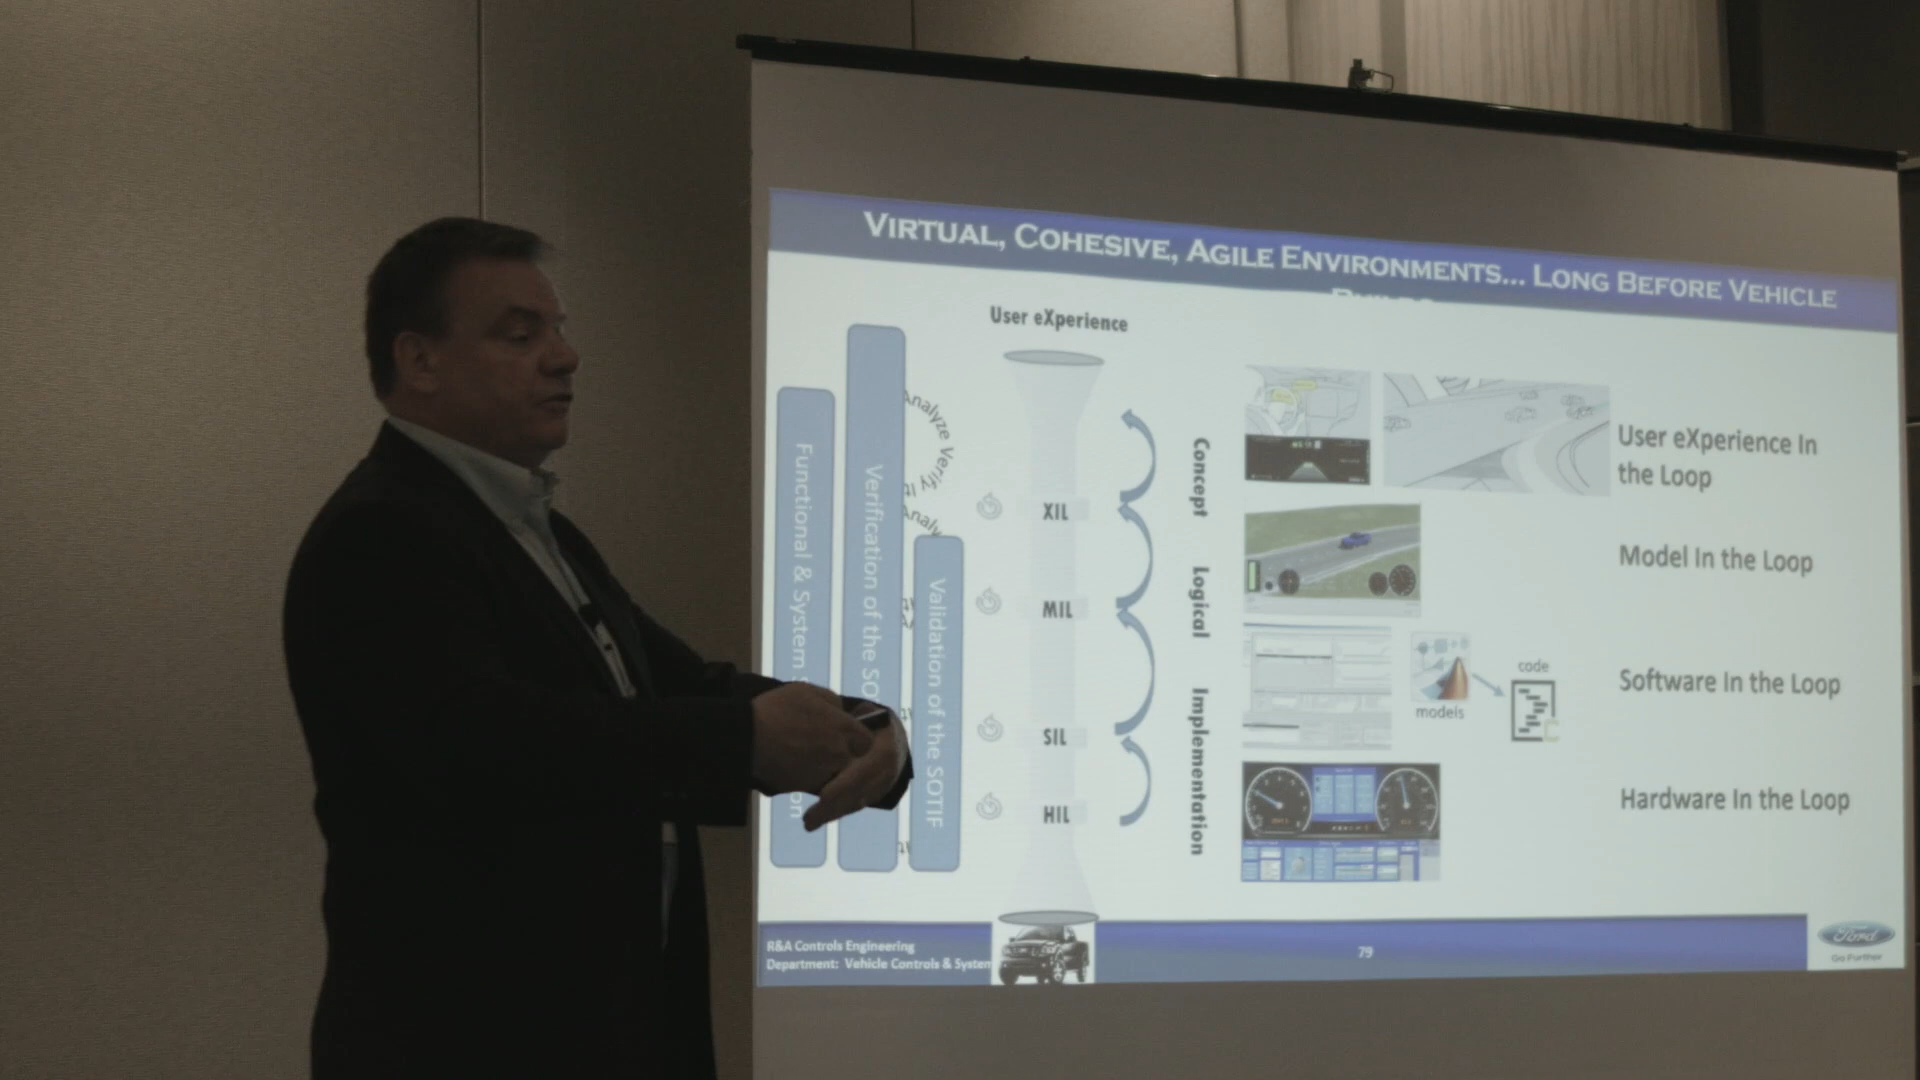 VIRTUAL, COHESIVE, AGILE ENVIRONMENTS... LONG BEFORE VEHICLE
User eXperience
Functional & System
Verification of the SO
Validation of the SOTIF
Analyze Verify It
Analy
XIL
MIL
SIL
HIL
Concept
Logical
Implementation
User eXperience In
the Loop
Model In the Loop
models
code
Software In the Loop
Hardware In the Loop
R&A Controls Engineering
Department: Vehicle Controls & System
79
Ford
Go Further